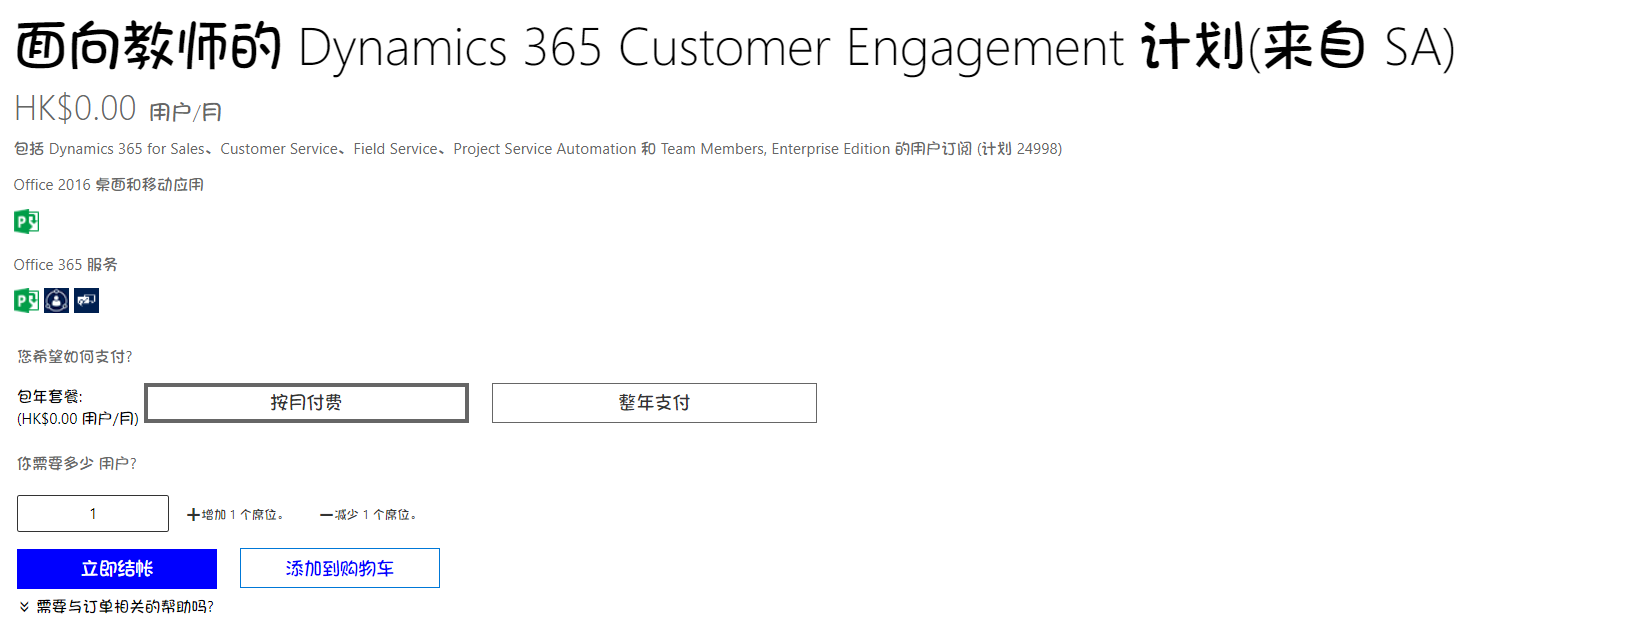 面向教师的 Dynamics 365 Customer Engagement 计划(来自 SA)
HK$0.00 用户/月
包括 Dynamics 365 for Sales、Customer Service、Field Service、Project Service Automation 和 Team Members, Enterprise Edition 的用户订阅 (计划 24998)
Office 2016 桌面和移动应用
P
Office 365 服务
P
您希望如何支付?
包年套餐:
(HK$0.00 用户/月)
按月付费
整年支付
你需要多少 用户?
1
+增加 1 个席位。
−减少 1 个席位。
立即结帐
添加到购物车
需要与订单相关的帮助吗?